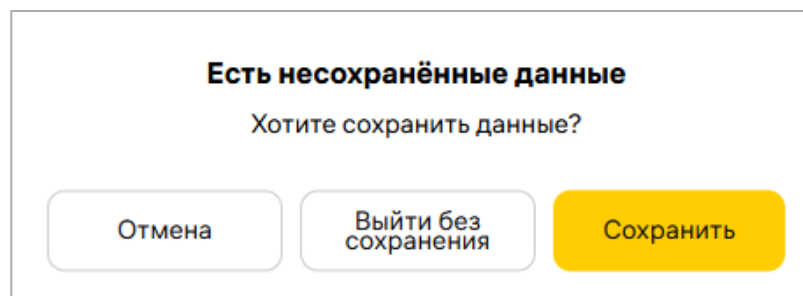 Есть несохранённые данные
Хотите сохранить данные?
Отмена
Выйти без
сохранения
Сохранить